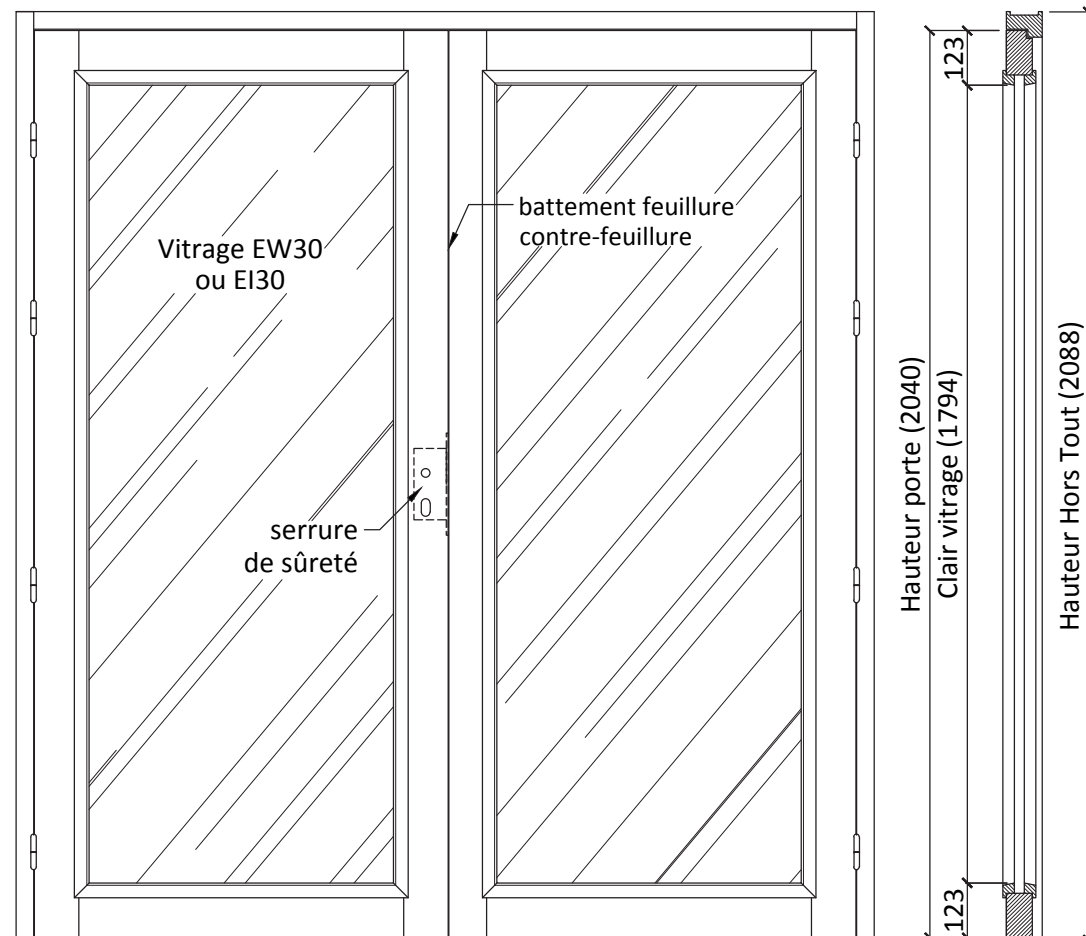 Vitrage EW30
ou EI30
battement feuillure
contre-feuillure
serrure
de sûreté
123
Hauteur porte (2040)
Clair vitrage (1794)
123
Hauteur Hors Tout (2088)